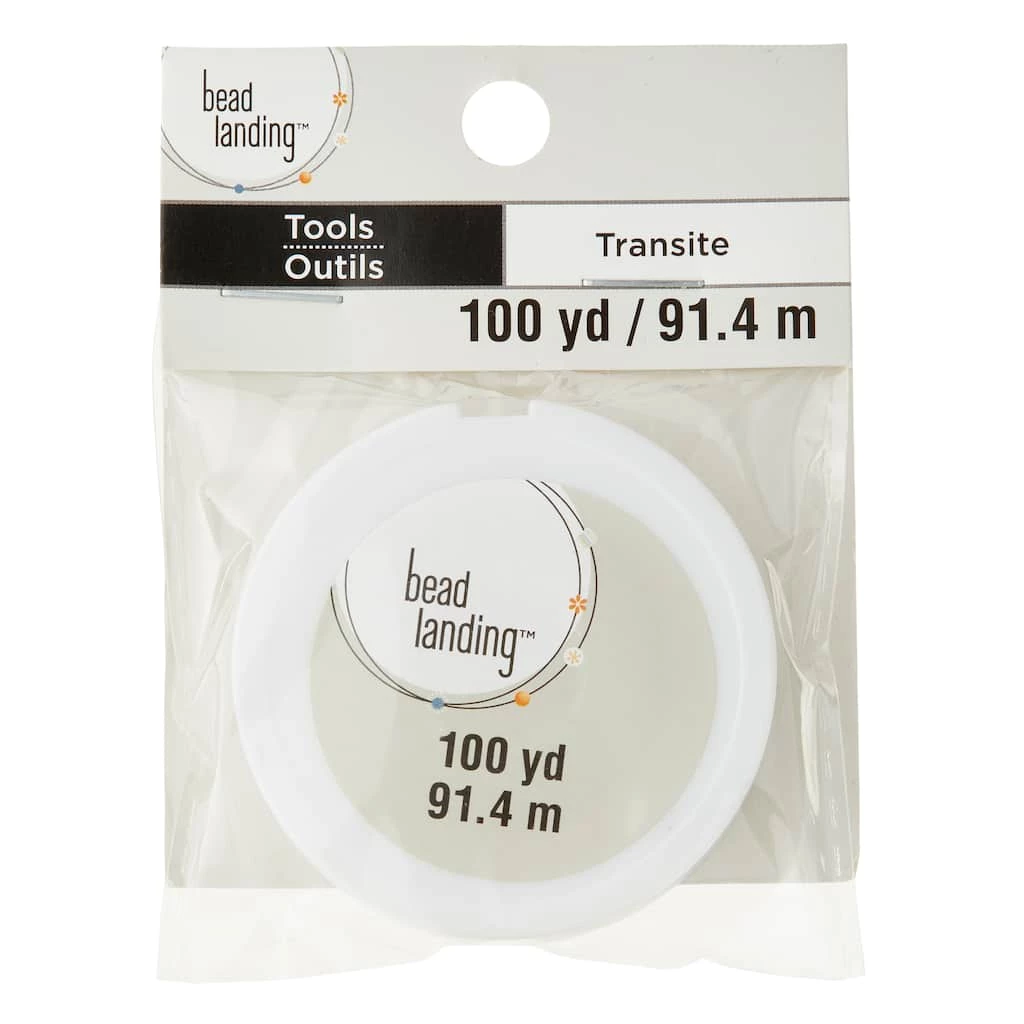 bead
landing™
Tools
Outils
Transite
100 yd / 91.4 m
bead
landing™
100 yd
91.4 m